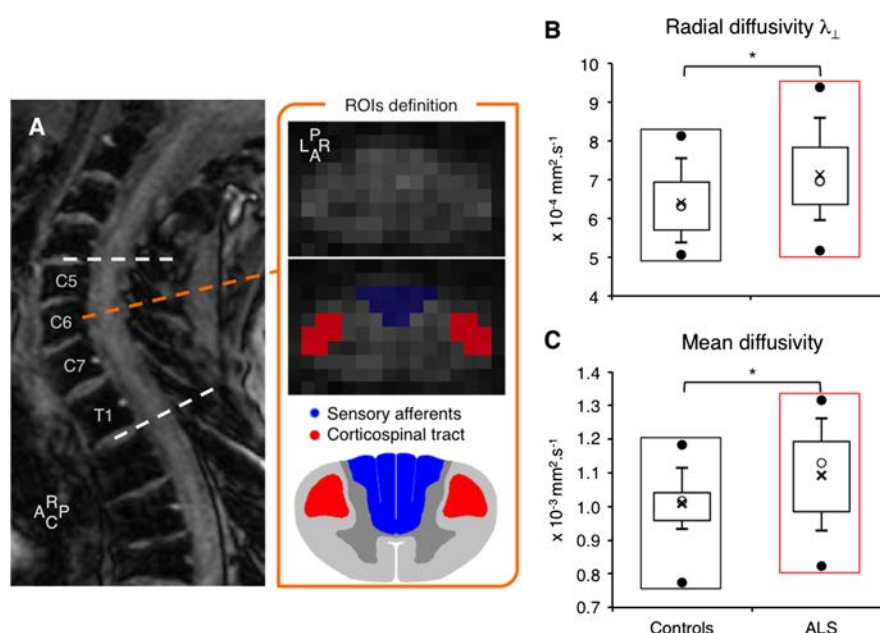 A
C5
C6
C7
T1
R
A P
C
ROIs definition
P
L R
A
Sensory afferents
Corticospinal tract
B
Radial diffusivity λ⊥
*
x 10⁻⁴ mm².s⁻¹
10
9
8
7
6
5
4
C
Mean diffusivity
*
x 10⁻³ mm².s⁻¹
1.4
1.3
1.2
1.1
1.0
0.9
0.8
0.7
Controls ALS